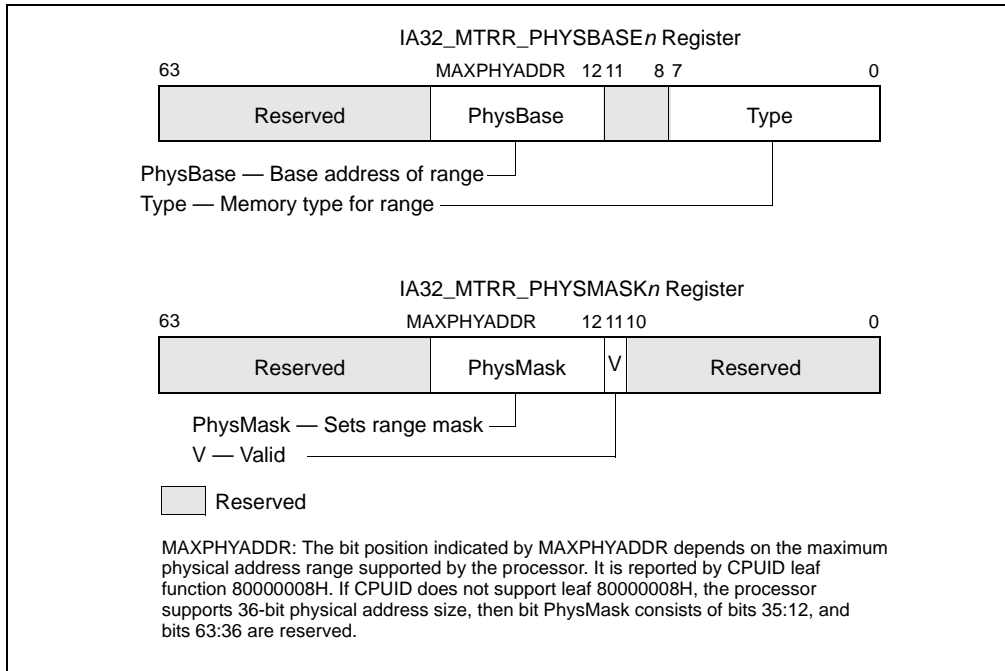 IA32_MTRR_PHYSBASEn Register
63 MAXPHYADDR 12 11 8 7 0
Reserved PhysBase Type
PhysBase — Base address of range
Type — Memory type for range
IA32_MTRR_PHYSMASKn Register
63 MAXPHYADDR 12 11 10 0
Reserved PhysMask V Reserved
PhysMask — Sets range mask
V — Valid
Reserved
MAXPHYADDR: The bit position indicated by MAXPHYADDR depends on the maximum
physical address range supported by the processor. It is reported by CPUID leaf
function 80000008H. If CPUID does not support leaf 80000008H, the processor
supports 36-bit physical address size, then bit PhysMask consists of bits 35:12, and
bits 63:36 are reserved.